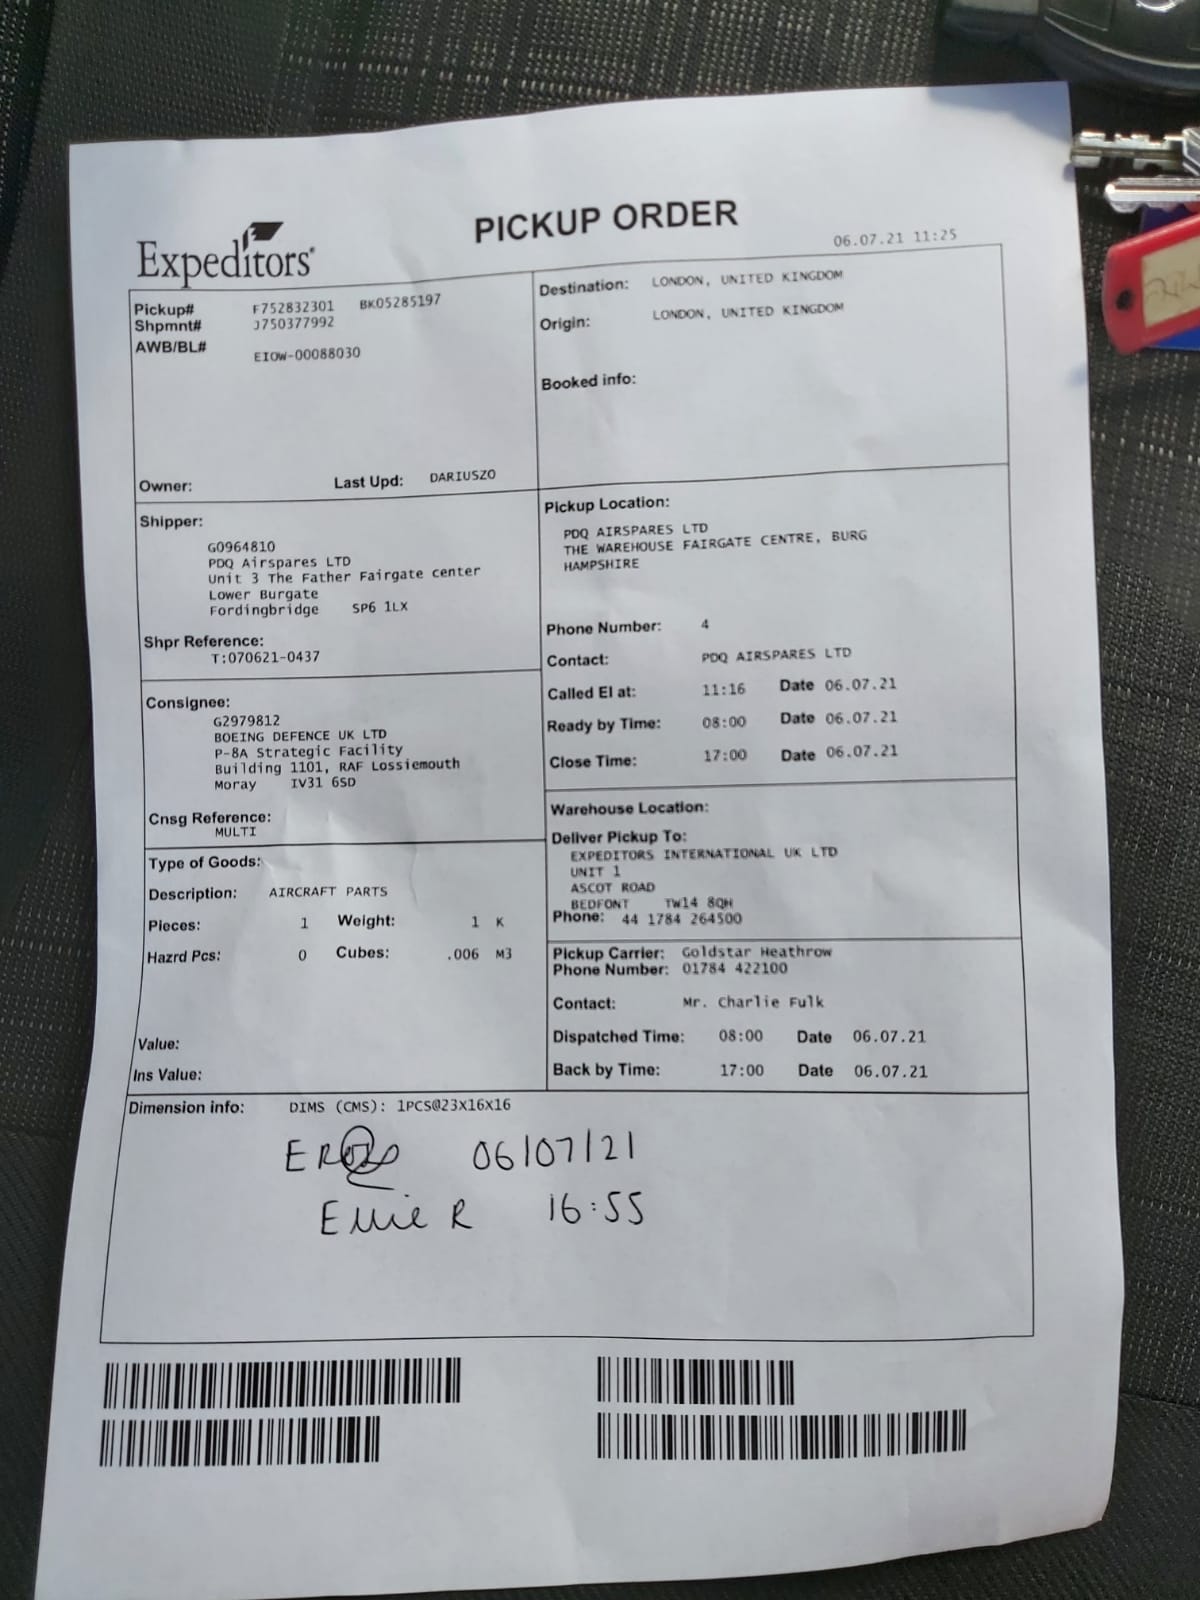 Expeditors
PICKUP ORDER
06.07.21 11:25
Pickup# F752832301 BK05285197
Shpmnt# J750377992
AWB/BL#
EIOW-00088030
Owner: Last Upd: DARIUSZO
Destination: LONDON, UNITED KINGDOM
Origin: LONDON, UNITED KINGDOM
Booked info:
Shipper:
G0964810
PDQ Airspares LTD
Unit 3 The Father Fairgate center
Lower Burgate
Fordingbridge SP6 1LX
Shpr Reference:
T:070621-0437
Pickup Location:
PDQ AIRSPARES LTD
THE WAREHOUSE FAIRGATE CENTRE, BURG
HAMPSHIRE
Phone Number: 4
Contact: PDQ AIRSPARES LTD
Called EI at: 11:16 Date 06.07.21
Ready by Time: 08:00 Date 06.07.21
Close Time: 17:00 Date 06.07.21
Consignee:
G2979812
BOEING DEFENCE UK LTD
P-8A Strategic Facility
Building 1101, RAF Lossiemouth
Moray IV31 6SD
Cnsg Reference:
MULTI
Type of Goods:
Description: AIRCRAFT PARTS
Pieces: 1 Weight: 1 K
Hazrd Pcs: 0 Cubes: .006 M3
Value:
Ins Value:
Warehouse Location:
Deliver Pickup To:
EXPEDITORS INTERNATIONAL UK LTD
UNIT 1
ASCOT ROAD
BEDFONT TW14 8QH
Phone: 44 1784 264500
Pickup Carrier: Goldstar Heathrow
Phone Number: 01784 422100
Contact: Mr. Charlie Fulk
Dispatched Time: 08:00 Date 06.07.21
Back by Time: 17:00 Date 06.07.21
Dimension info: DIMS (CMS): 1PCS@23X16X16
06/07/21
Ellie R 16:55